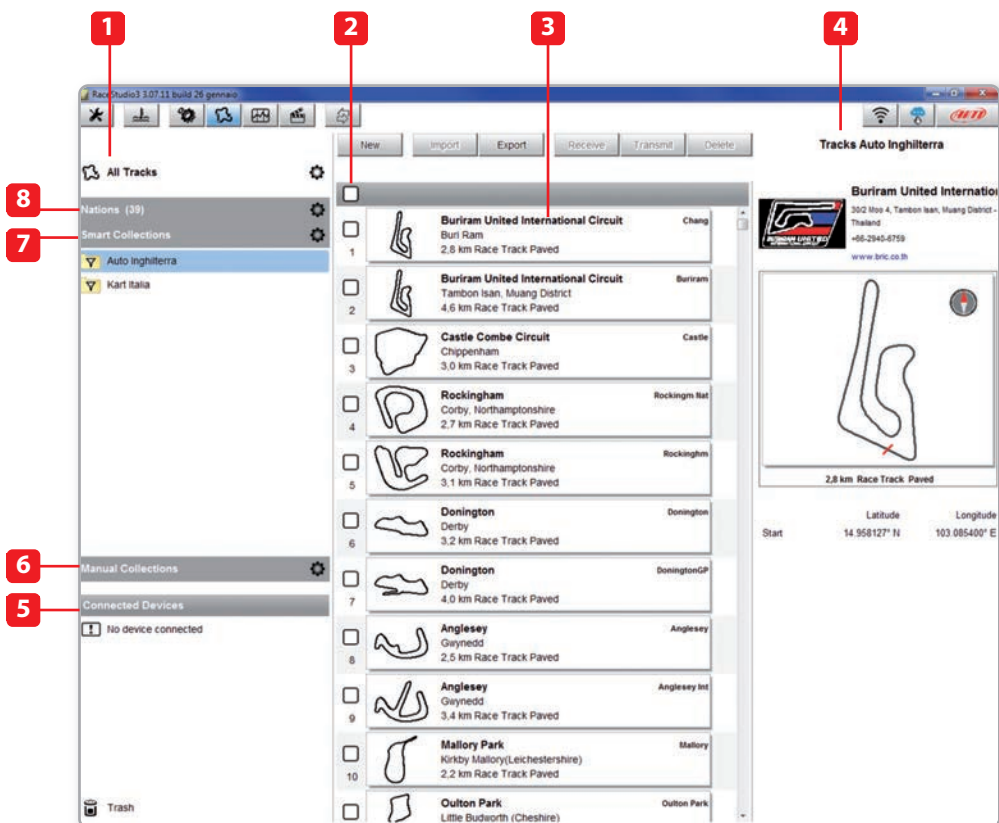 1
2
3
4
RaceStudio3 3.07.11 build 26 gennaio
New
Import
Export
Receive
Transmit
Delete
Tracks Auto Inghilterra
All Tracks
8
Nations (39)
7
Smart Collections
Auto Inghilterra
Kart Italia
6
Manual Collections
5
Connected Devices
No device connected
Trash
Buriram United International Circuit
Chang
Buri Ram
2,8 km Race Track Paved
1
Buriram United International Circuit
Buriram
Tambon Isan, Muang District
4,6 km Race Track Paved
2
Castle Combe Circuit
Castle
Chippenham
3,0 km Race Track Paved
3
Rockingham
Rockingm Nat
Corby, Northamptonshire
2,7 km Race Track Paved
4
Rockingham
Rockinghm
Corby, Northamptonshire
3,1 km Race Track Paved
5
Donington
Donington
Derby
3,2 km Race Track Paved
6
Donington
DoningtonGP
Derby
4,0 km Race Track Paved
7
Anglesey
Anglesey
Gwynedd
2,5 km Race Track Paved
8
Anglesey
Anglesey Int
Gwynedd
3,4 km Race Track Paved
9
Mallory Park
Mallory
Kirkby Mallory(Leichestershire)
2,2 km Race Track Paved
10
Oulton Park
Oulton Park
Little Budworth (Cheshire)
Buriram United Internatio
30/2 Moo 4, Tambon Isan, Muang District -
Thailand
+66-2940-6759
www.bric.co.th
BURIRAM UNITED
2,8 km Race Track Paved
Latitude
Longitude
Start
14.958127° N
103.085400° E